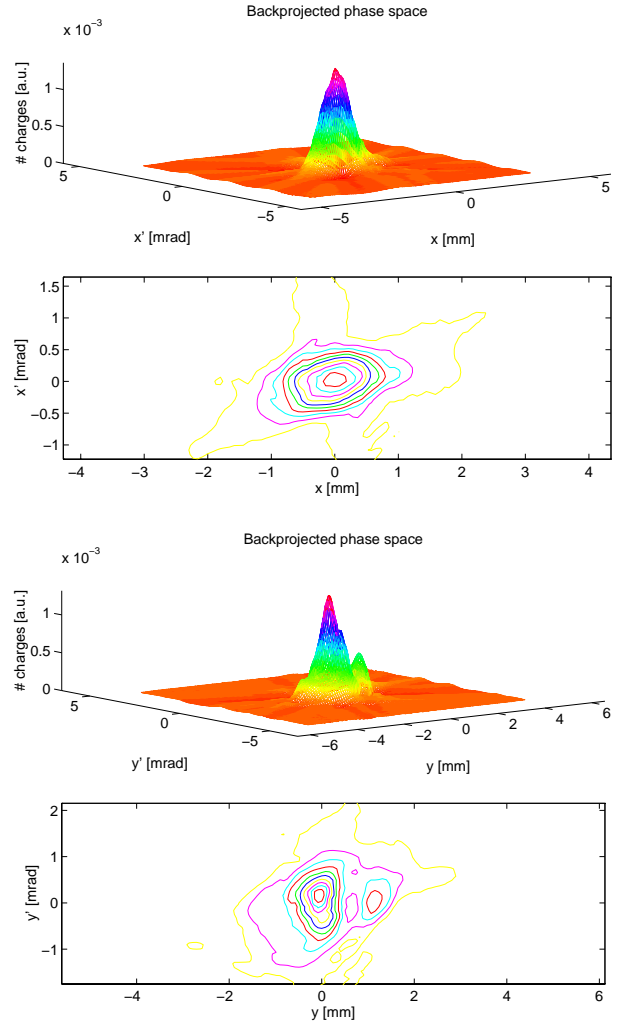 Backprojected phase space
x 10−3
# charges [a.u.]
1
0.5
0
5
0
−5
x' [mrad]
−5
0
5
x [mm]
x' [mrad]
1.5
1
0.5
0
−0.5
−1
−4 −3 −2 −1 0 1 2 3 4
x [mm]
Backprojected phase space
x 10−3
# charges [a.u.]
1
0.5
0
5
0
−5
y' [mrad]
−6 −4 −2 0 2 4 6
y [mm]
y' [mrad]
2
1
0
−1
−4 −2 0 2 4 6
y [mm]